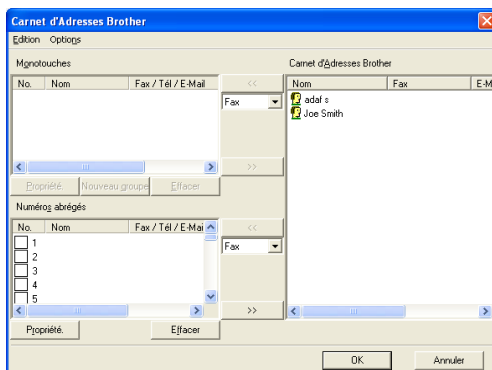 Carnet d'Adresses Brother
Edition Options
Monotouches
No. Nom Fax / Tél / E-Mail
<<
Fax
>>
Propriété. Nouveau groupe Effacer
Carnet d'Adresses Brother
Nom Fax E-M
adaf s
Joe Smith
Numéros abrégés
No. Nom Fax / Tél / E-Mai
1
2
3
4
5
<<
Fax
>>
Propriété. Effacer
OK Annuler